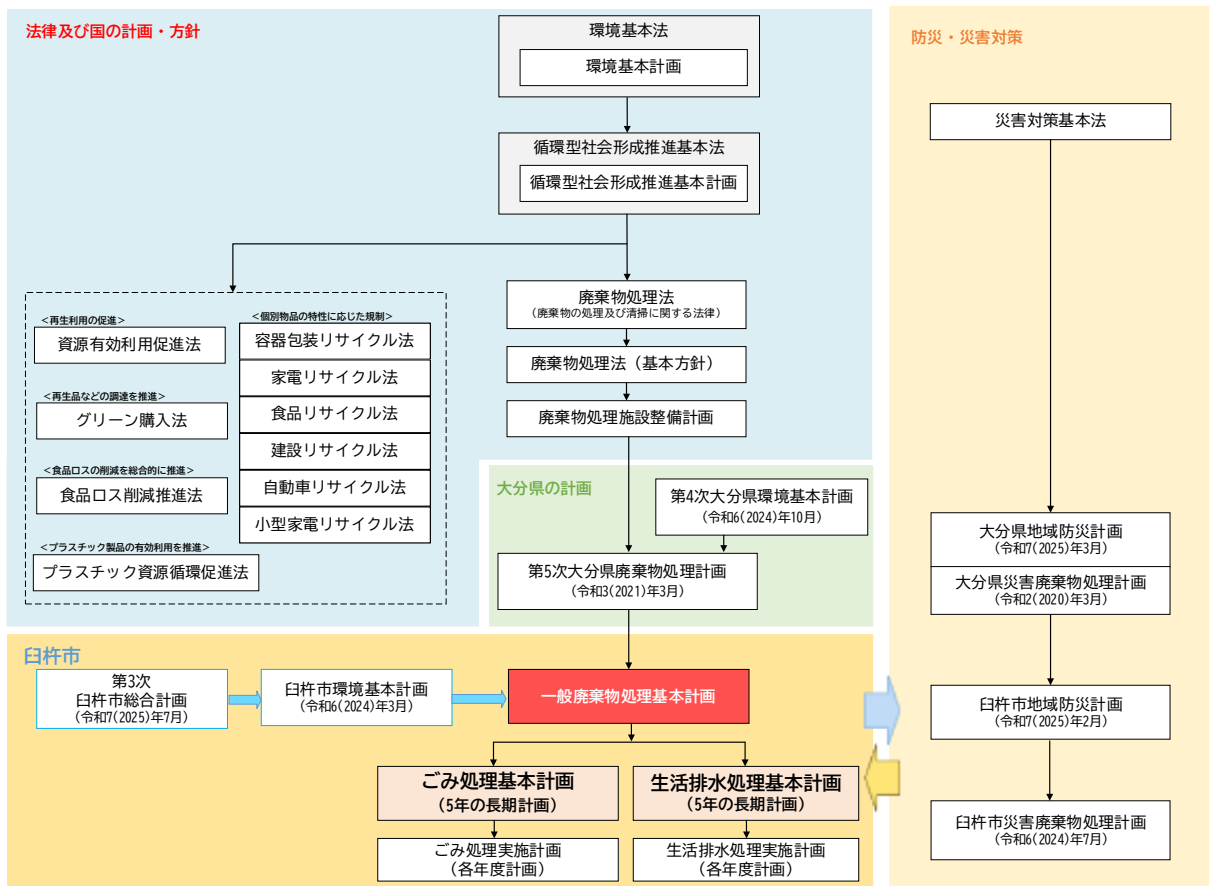 法律及び国の計画・方針
環境基本法
環境基本計画
循環型社会形成推進基本法
循環型社会形成推進基本計画
<再生利用の促進>
資源有効利用促進法
<再生品などの調達を推進>
グリーン購入法
<食品ロスの削減を総合的に推進>
食品ロス削減推進法
<プラスチック製品の有効利用を推進>
プラスチック資源循環促進法
<個別物品の特性に応じた規制>
容器包装リサイクル法
家電リサイクル法
食品リサイクル法
建設リサイクル法
自動車リサイクル法
小型家電リサイクル法
廃棄物処理法
(廃棄物の処理及び清掃に関する法律)
廃棄物処理法(基本方針)
廃棄物処理施設整備計画
大分県の計画
第4次大分県環境基本計画
(令和6(2024)年10月)
第5次大分県廃棄物処理計画
(令和3(2021)年3月)
臼杵市
第3次
臼杵市総合計画
(令和7(2025)年7月)
臼杵市環境基本計画
(令和6(2024)年3月)
一般廃棄物処理基本計画
ごみ処理基本計画
(5年の長期計画)
生活排水処理基本計画
(5年の長期計画)
ごみ処理実施計画
(各年度計画)
生活排水処理実施計画
(各年度計画)
防災・災害対策
災害対策基本法
大分県地域防災計画
(令和7(2025)年3月)
大分県災害廃棄物処理計画
(令和2(2020)年3月)
臼杵市地域防災計画
(令和7(2025)年2月)
臼杵市災害廃棄物処理計画
(令和6(2024)年7月)